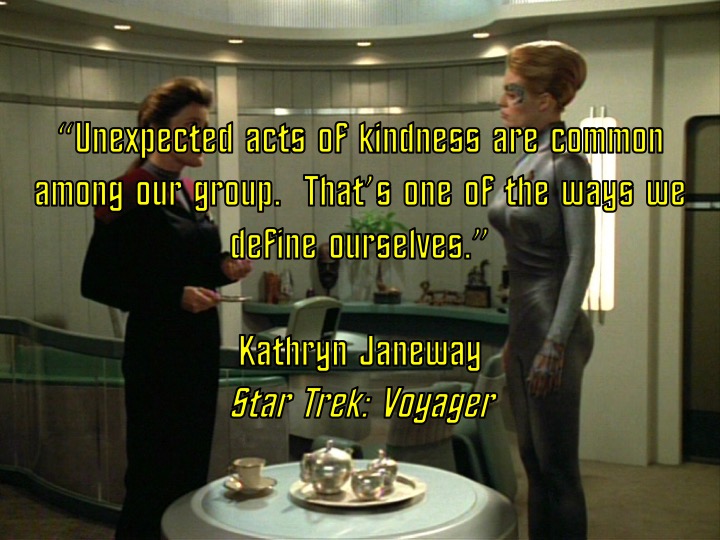 “Unexpected acts of kindness are common
among our group.  That’s one of the ways we
define ourselves.”
Kathryn Janeway
Star Trek: Voyager